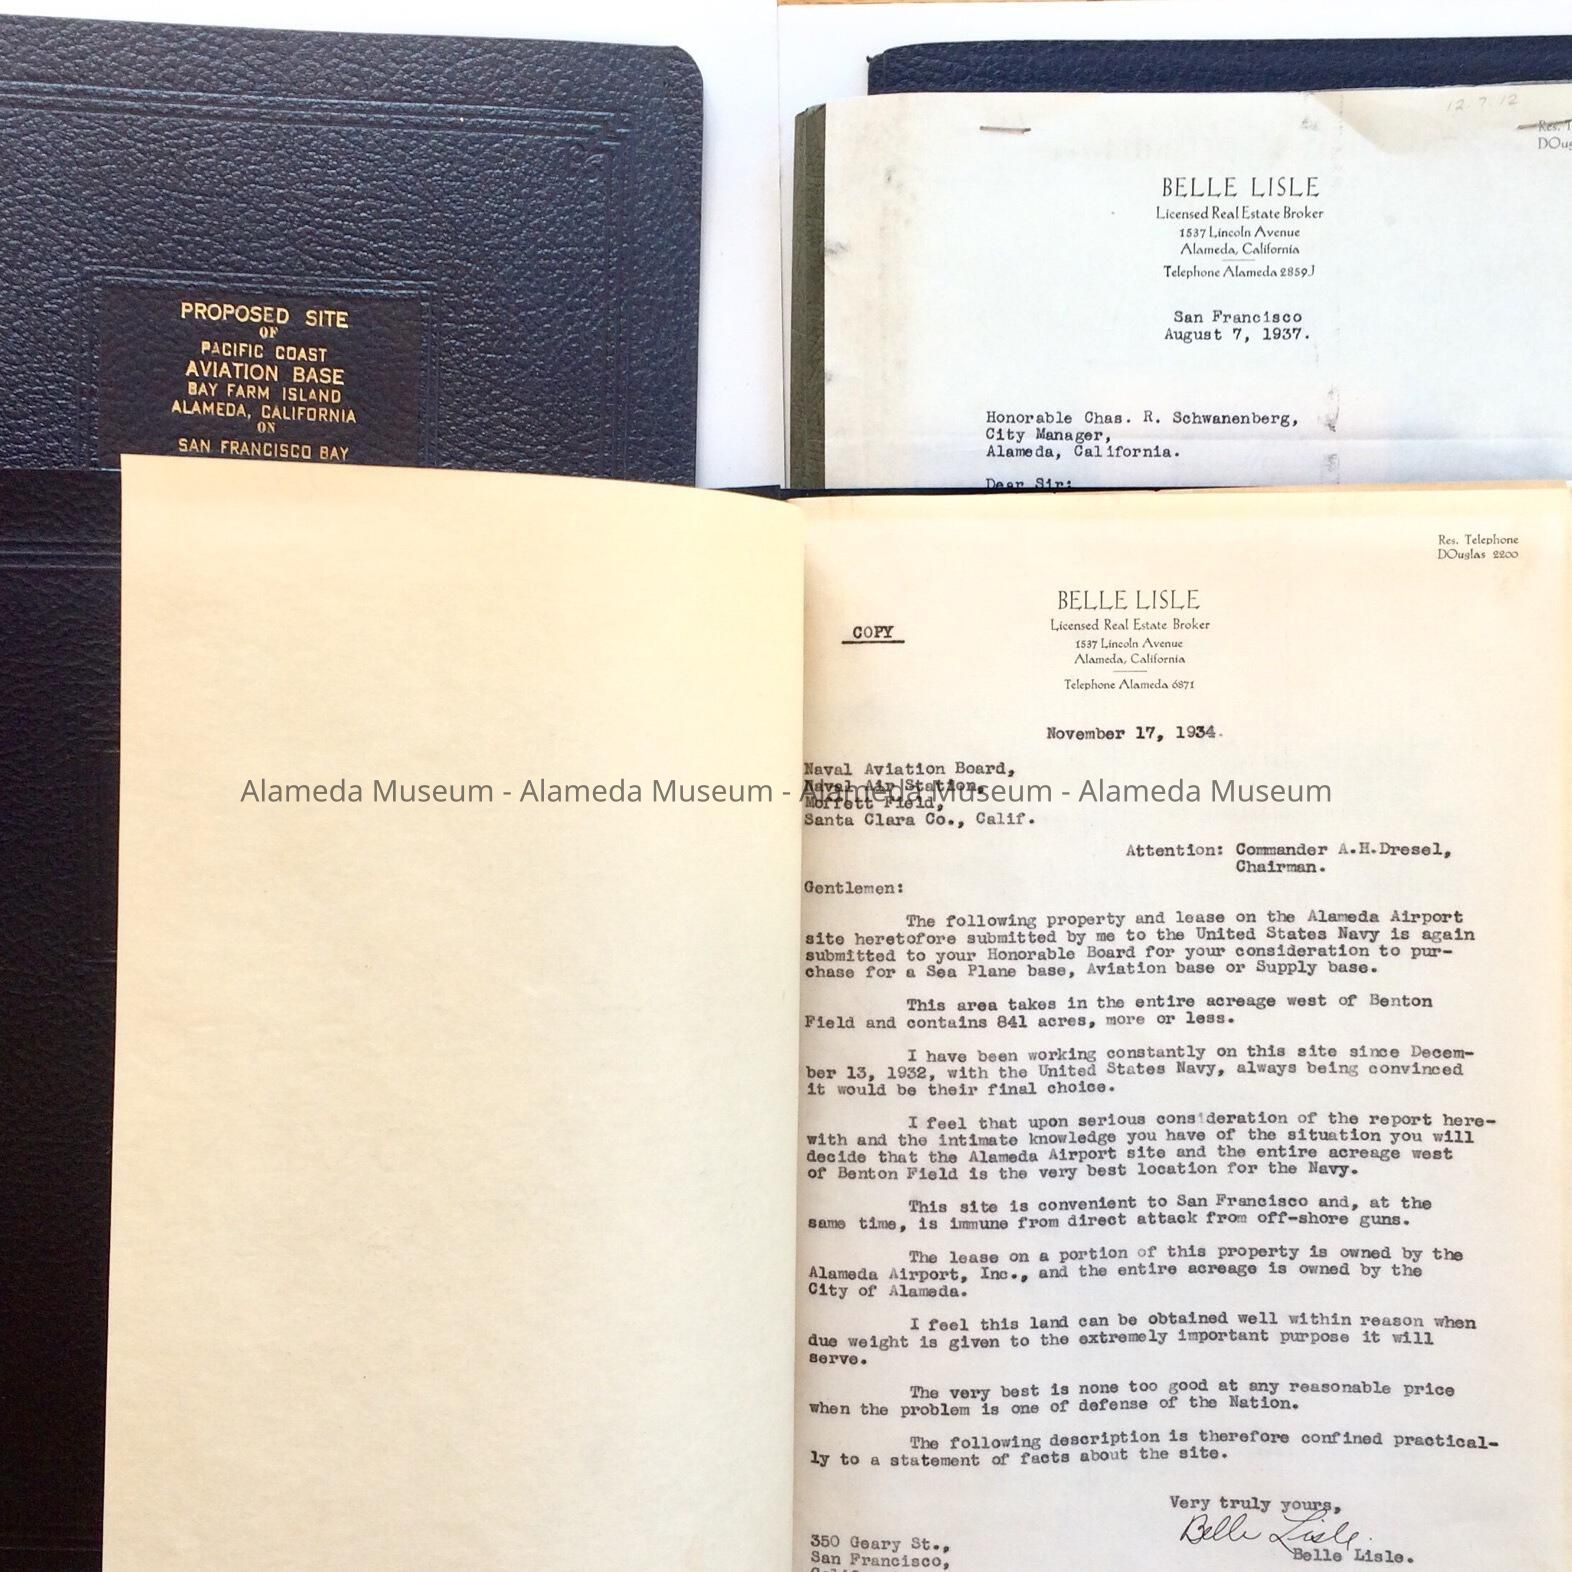 PROPOSED SITE
OF
PACIFIC COAST
AVIATION BASE
BAY FARM ISLAND
ALAMEDA, CALIFORNIA
ON
SAN FRANCISCO BAY
12.7.12
Res. T
DOug
BELLE LISLE
Licensed Real Estate Broker
1537 Lincoln Avenue
Alameda, California
Telephone Alameda 2859J
San Francisco
August 7, 1937.
Honorable Chas. R. Schwanenberg,
City Manager,
Alameda, California.
Dear Sir:
Res. Telephone
DOuglas 2200
BELLE LISLE
Licensed Real Estate Broker
COPY
1537 Lincoln Avenue
Alameda, California
Telephone Alameda 6871
November 17, 1934.
Naval Aviation Board,
Naval Air Station,
Alameda Museum - Alameda Museum - Alameda Museum - Alameda Museum
Moffett Field,
Santa Clara Co., Calif.
Attention: Commander A.H.Dresel,
Chairman.
Gentlemen:
The following property and lease on the Alameda Airport
site heretofore submitted by me to the United States Navy is again
submitted to your Honorable Board for your consideration to pur-
chase for a Sea Plane base, Aviation base or Supply base.
This area takes in the entire acreage west of Benton
Field and contains 841 acres, more or less.
I have been working constantly on this site since Decem-
ber 13, 1932, with the United States Navy, always being convinced
it would be their final choice.
I feel that upon serious consideration of the report here-
with and the intimate knowledge you have of the situation you will
decide that the Alameda Airport site and the entire acreage west
of Benton Field is the very best location for the Navy.
This site is convenient to San Francisco and, at the
same time, is immune from direct attack from off-shore guns.
The lease on a portion of this property is owned by the
Alameda Airport, Inc., and the entire acreage is owned by the
City of Alameda.
I feel this land can be obtained well within reason when
due weight is given to the extremely important purpose it will
serve.
The very best is none too good at any reasonable price
when the problem is one of defense of the Nation.
The following description is therefore confined practical-
ly to a statement of facts about the site.
Very truly yours,
Belle Lisle.
Belle Lisle.
350 Geary St.,
San Francisco,